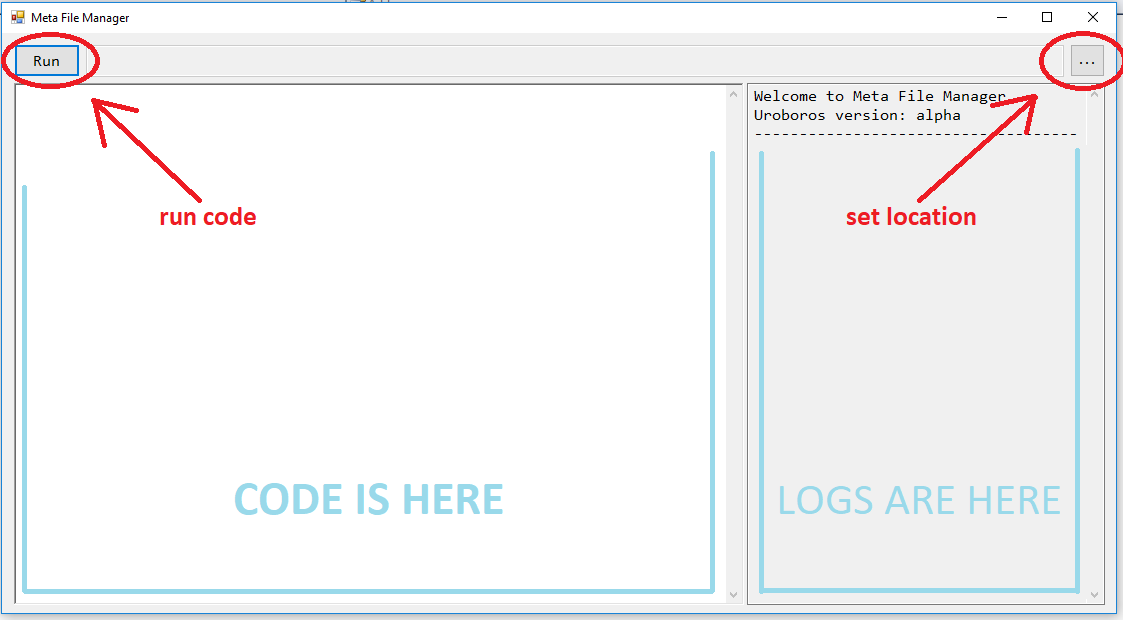 Meta File Manager
Run
...
Welcome to Meta File Manager
Uroboros version: alpha
------------------------------------
run code
set location
CODE IS HERE
LOGS ARE HERE